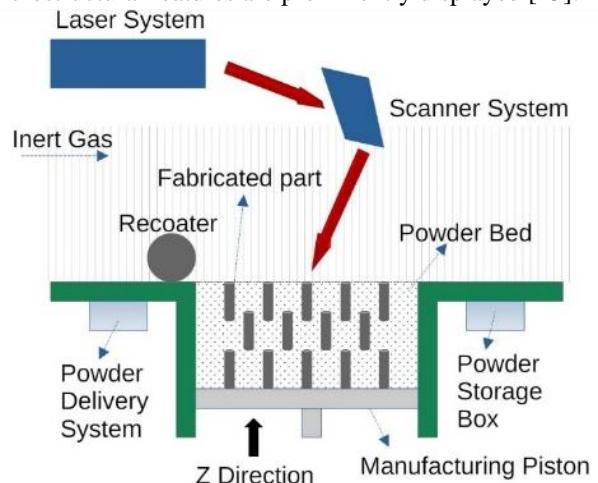 Laser System
Scanner System
Inert Gas
Fabricated part
Recoater
Powder Bed
Powder
Delivery
System
Powder
Storage
Box
Z Direction
Manufacturing Piston